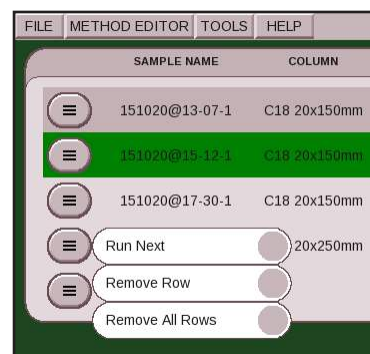 FILE METHOD EDITOR TOOLS HELP
SAMPLE NAME COLUMN
151020@13-07-1 C18 20x150mm
151020@15-12-1 C18 20x150mm
151020@17-30-1 C18 20x150mm
Run Next 20x250mm
Remove Row
Remove All Rows